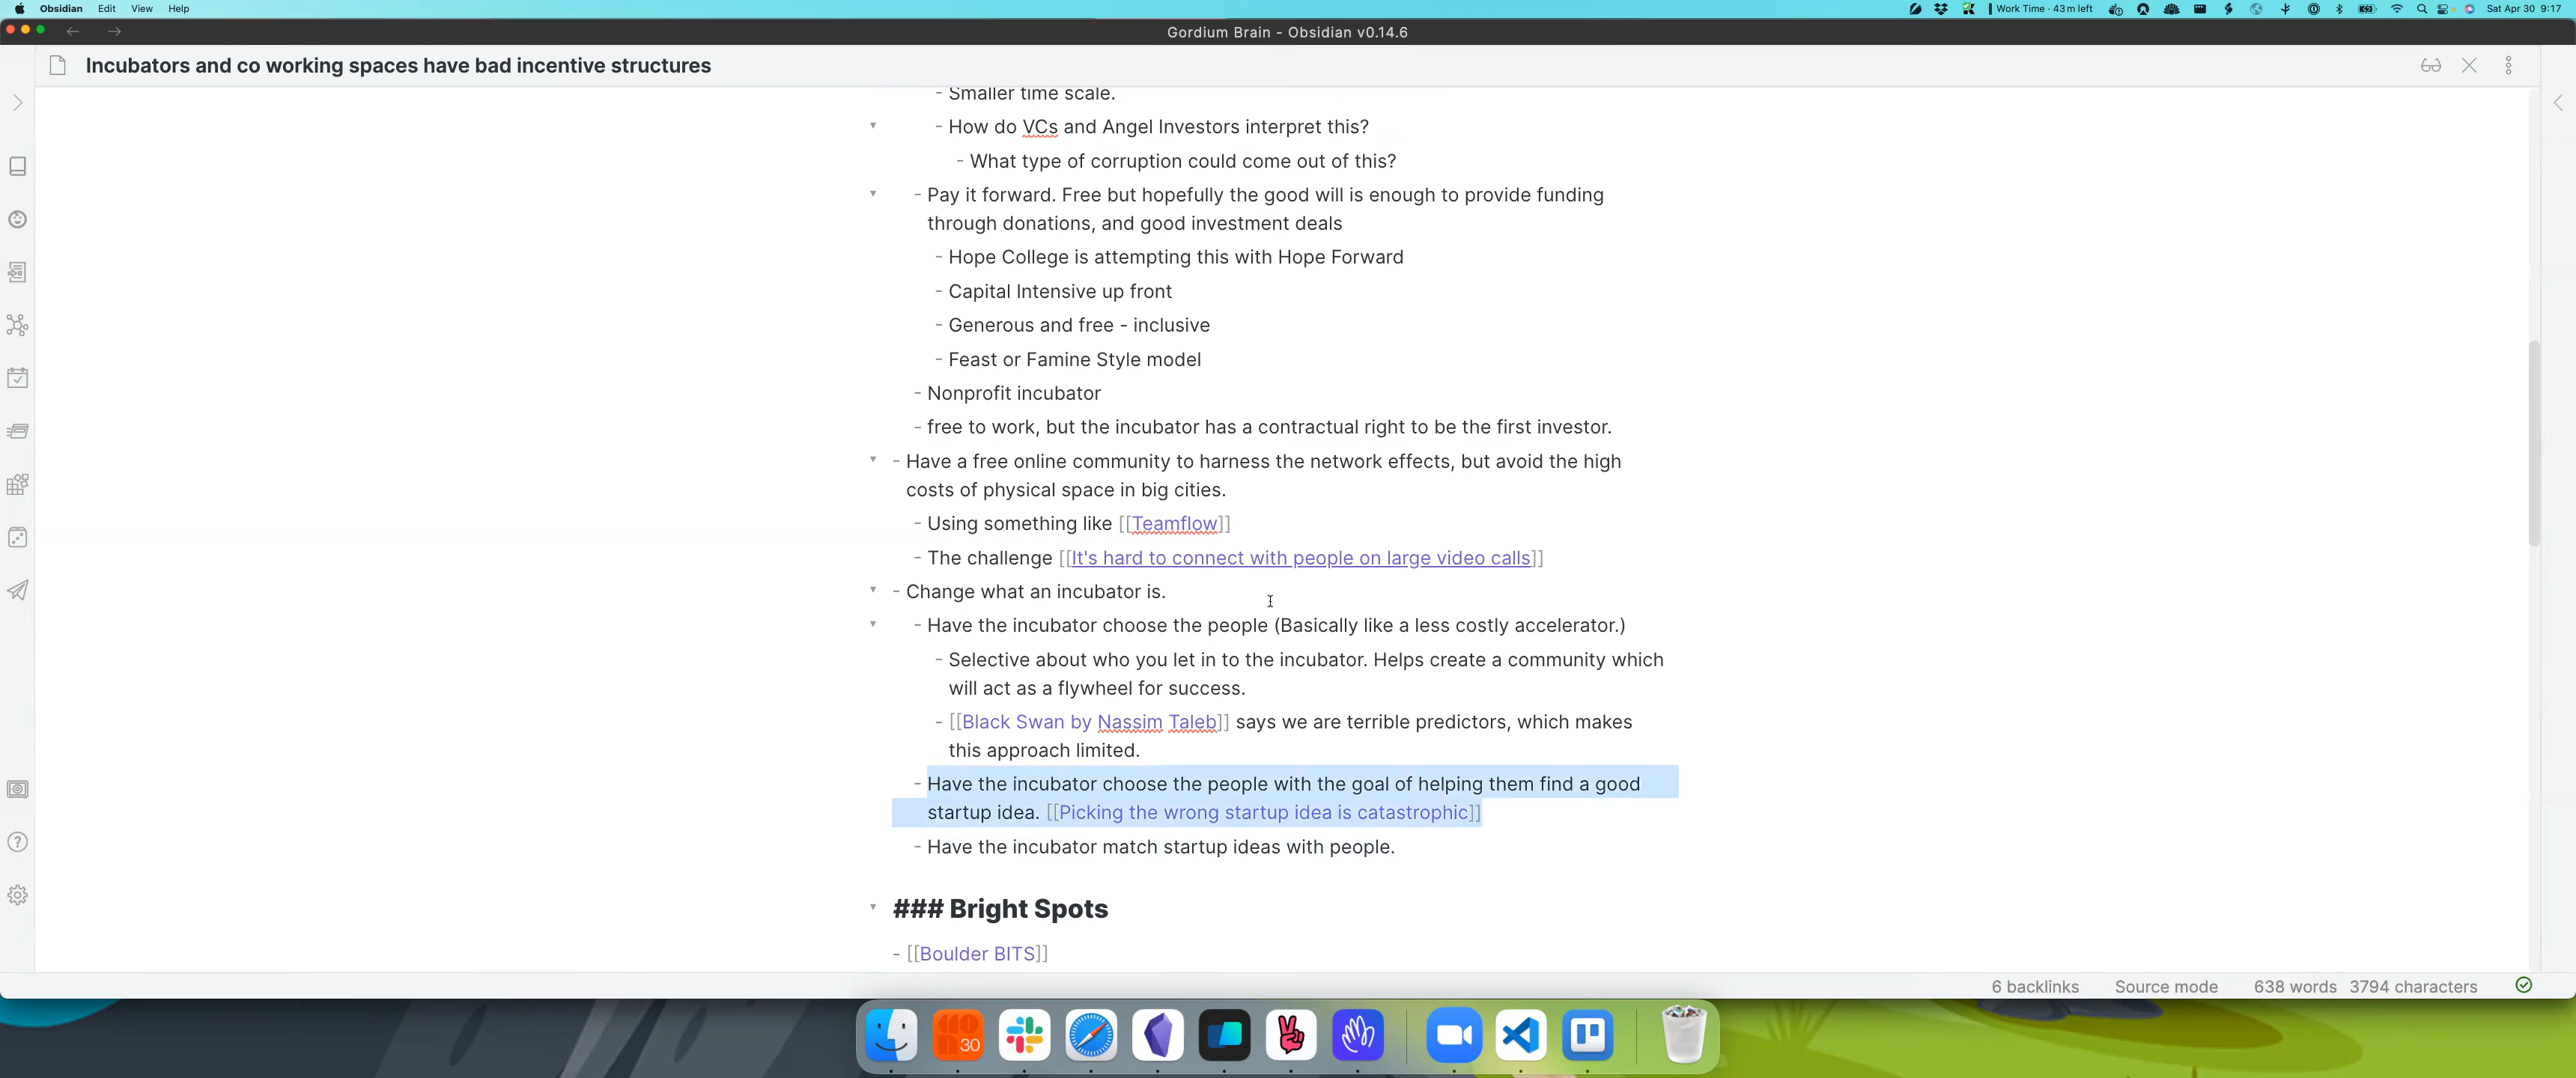 Obsidian Edit View Help
Work Time · 43m left
Sat Apr 30 9:17
Gordium Brain - Obsidian v0.14.6
Incubators and co working spaces have bad incentive structures
- Smaller time scale.
- How do VCs and Angel Investors interpret this?
- What type of corruption could come out of this?
- Pay it forward. Free but hopefully the good will is enough to provide funding
through donations, and good investment deals
- Hope College is attempting this with Hope Forward
- Capital Intensive up front
- Generous and free - inclusive
- Feast or Famine Style model
- Nonprofit incubator
- free to work, but the incubator has a contractual right to be the first investor.
- Have a free online community to harness the network effects, but avoid the high
costs of physical space in big cities.
- Using something like [[Teamflow]]
- The challenge [[It's hard to connect with people on large video calls]]
- Change what an incubator is.
- Have the incubator choose the people (Basically like a less costly accelerator.)
- Selective about who you let in to the incubator. Helps create a community which
will act as a flywheel for success.
- [[Black Swan by Nassim Taleb]] says we are terrible predictors, which makes
this approach limited.
- Have the incubator choose the people with the goal of helping them find a good
startup idea. [[Picking the wrong startup idea is catastrophic]]
- Have the incubator match startup ideas with people.
### Bright Spots
- [[Boulder BITS]]
6 backlinks Source mode 638 words 3794 characters
30